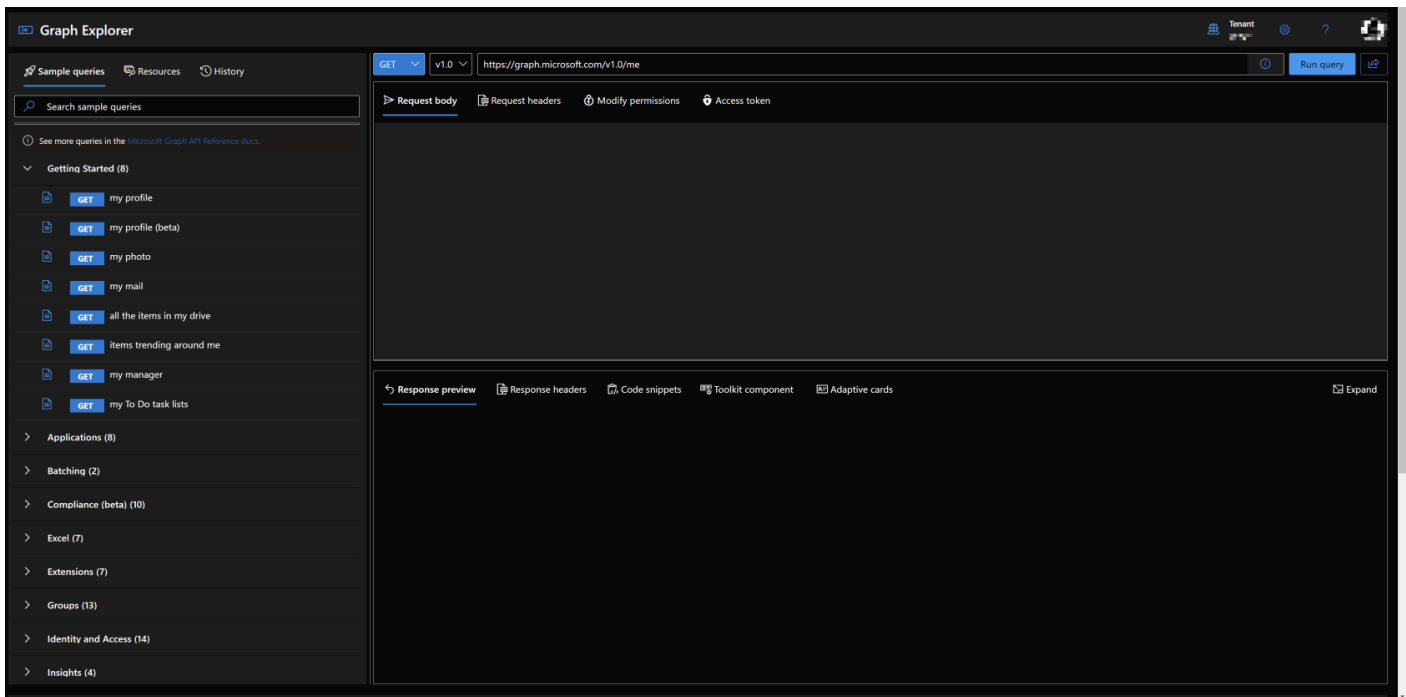 Graph Explorer
Tenant
?
Sample queries
Resources
History
GET
v1.0
https://graph.microsoft.com/v1.0/me
Run query
Search sample queries
See more queries in the Microsoft Graph API Reference docs.
Getting Started (8)
GET my profile
GET my profile (beta)
GET my photo
GET my mail
GET all the items in my drive
GET items trending around me
GET my manager
GET my To Do task lists
Applications (8)
Batching (2)
Compliance (beta) (10)
Excel (7)
Extensions (7)
Groups (13)
Identity and Access (14)
Insights (4)
Request body
Request headers
Modify permissions
Access token
Response preview
Response headers
Code snippets
Toolkit component
Adaptive cards
Expand